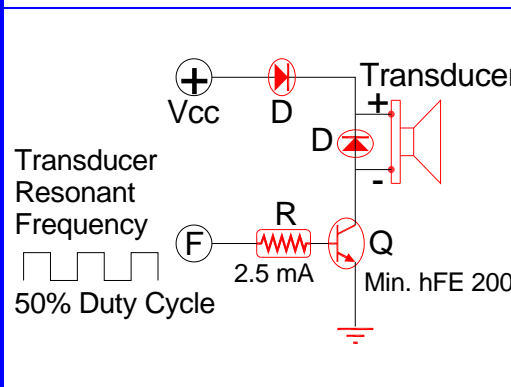 Transducer
+
Vcc
D
+
D
-
Transducer
Resonant
Frequency
F
R
2.5 mA
Q
Min. hFE 200
50% Duty Cycle